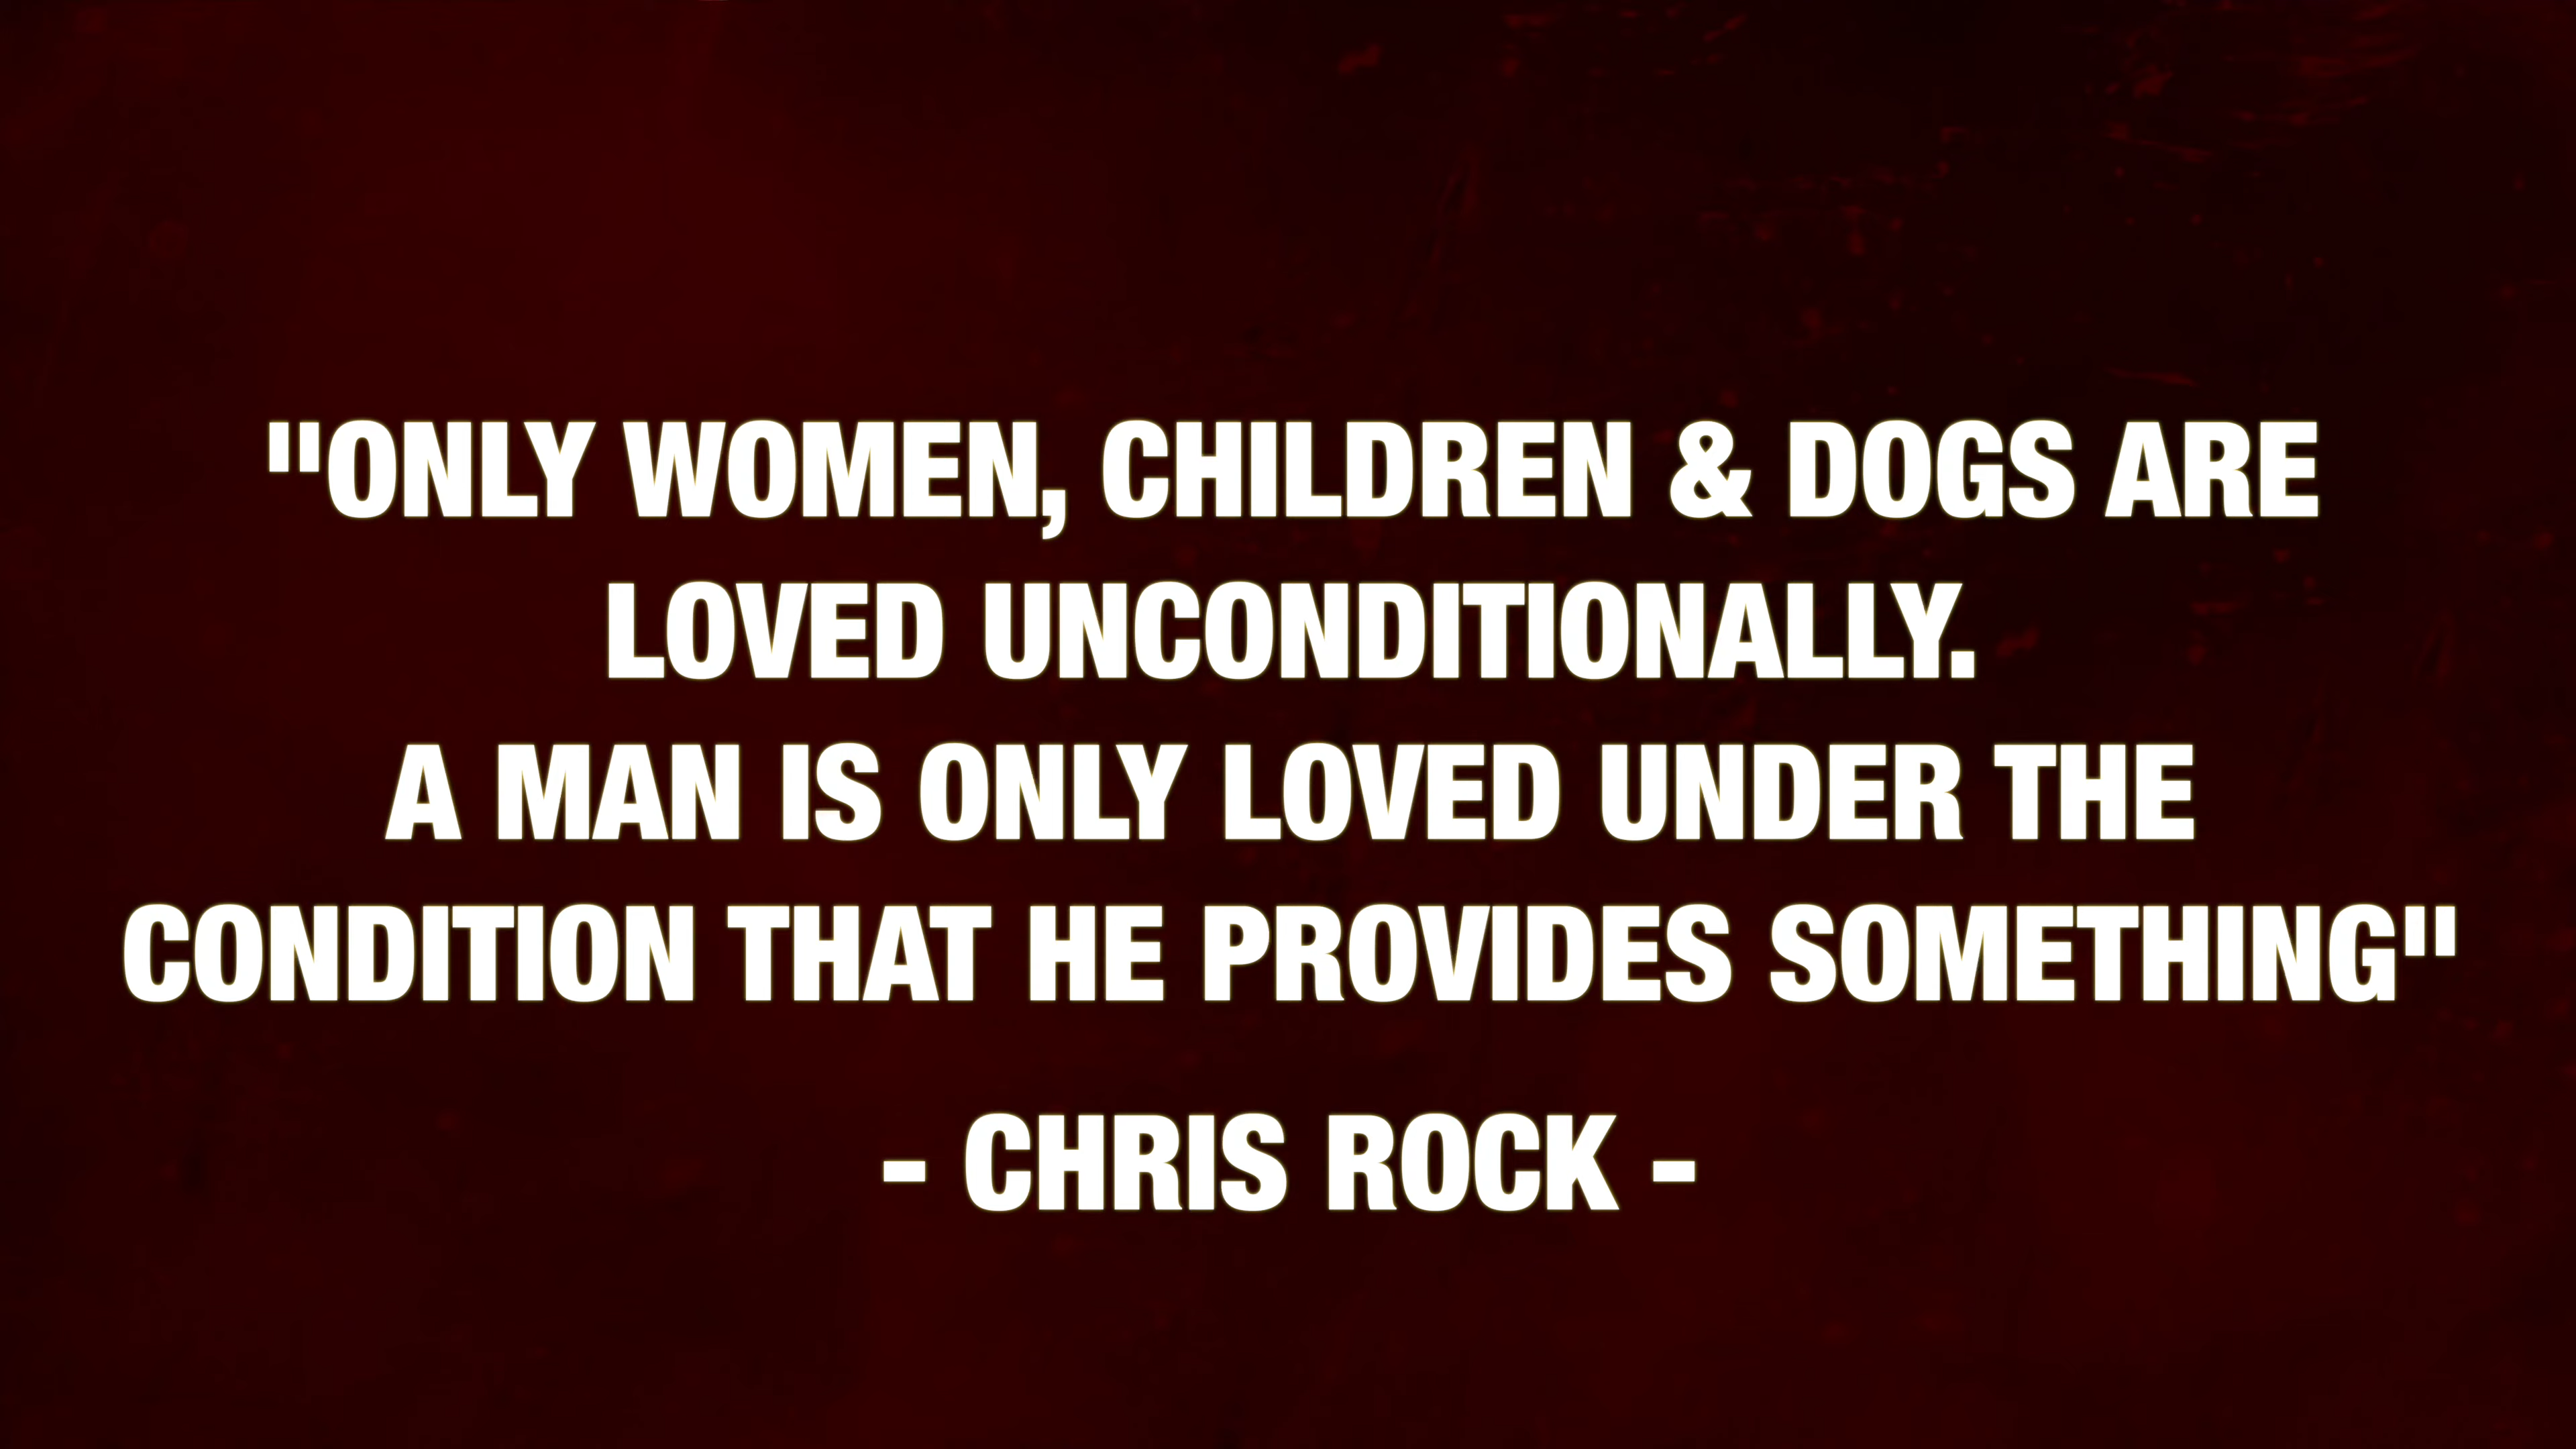 "ONLY WOMEN, CHILDREN & DOGS ARE
LOVED UNCONDITIONALLY.
A MAN IS ONLY LOVED UNDER THE
CONDITION THAT HE PROVIDES SOMETHING"
- CHRIS ROCK -